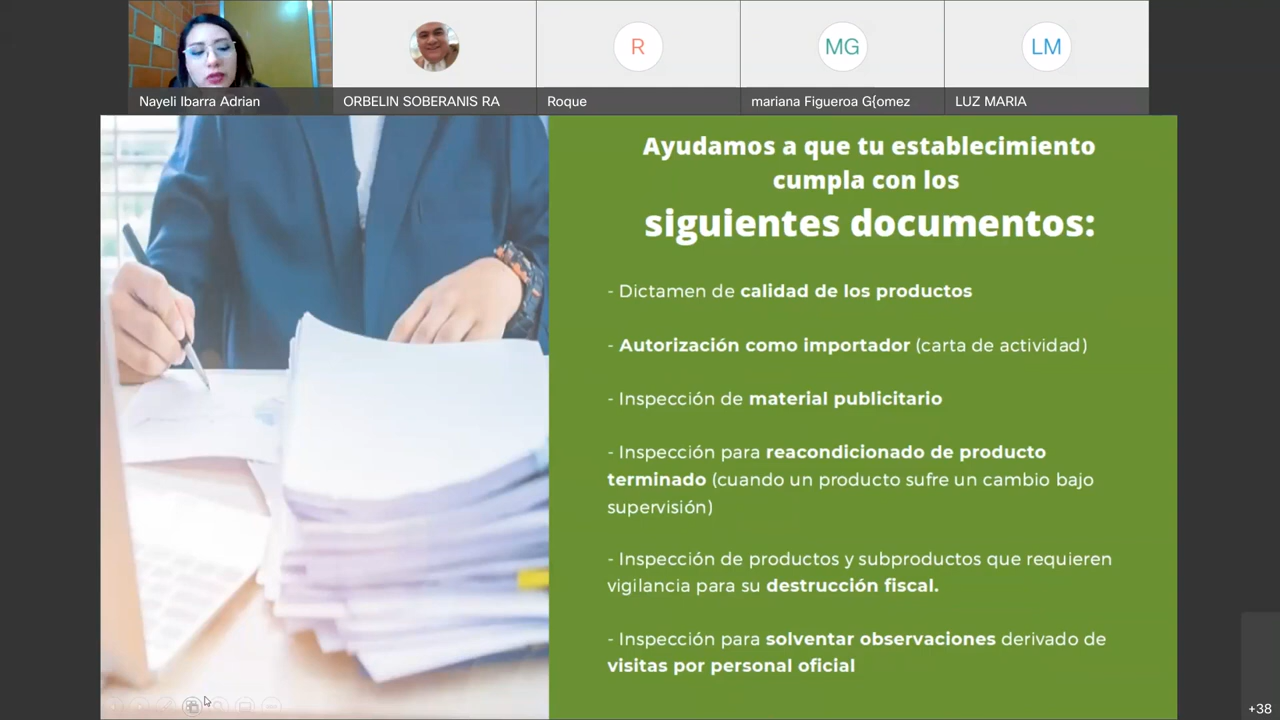 Nayeli Ibarra Adrian
ORBELIN SOBERANIS RA
R
Roque
MG
mariana Figueroa G{omez
LM
LUZ MARIA
Ayudamos a que tu establecimiento
cumpla con los
siguientes documentos:
- Dictamen de calidad de los productos
- Autorización como importador (carta de actividad)
- Inspección de material publicitario
- Inspección para reacondicionado de producto
terminado (cuando un producto sufre un cambio bajo
supervisión)
- Inspección de productos y subproductos que requieren
vigilancia para su destrucción fiscal.
- Inspección para solventar observaciones derivado de
visitas por personal oficial
+38